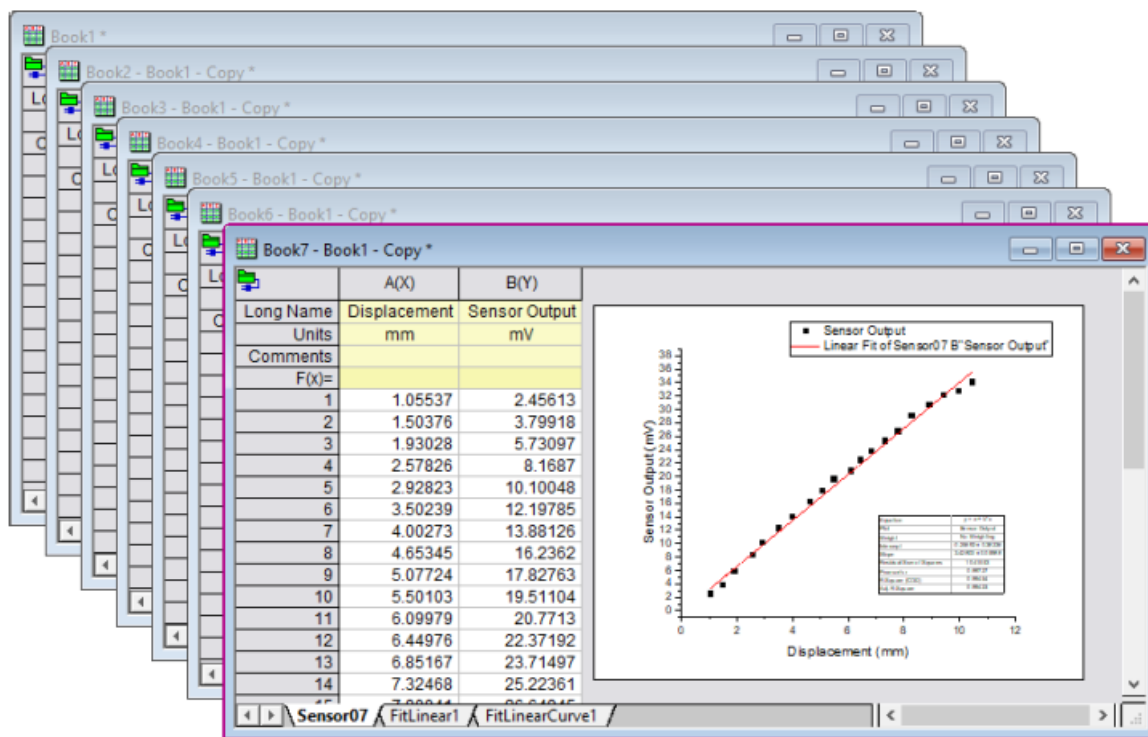 Book1 *
Book2 - Book1 - Copy *
Book3 - Book1 - Copy *
Book4 - Book1 - Copy *
Book5 - Book1 - Copy *
Book6 - Book1 - Copy *
Book7 - Book1 - Copy *
A(X) B(Y)
Long Name Displacement Sensor Output
Units mm mV
Comments
F(x)=
1 1.05537 2.45613
2 1.50376 3.79918
3 1.93028 5.73097
4 2.57826 8.1687
5 2.92823 10.10048
6 3.50239 12.19785
7 4.00273 13.88126
8 4.65345 16.2362
9 5.07724 17.82763
10 5.50103 19.51104
11 6.09979 20.7713
12 6.44976 22.37192
13 6.85167 23.71497
14 7.32468 25.22361
Sensor Output
Linear Fit of Sensor07 B"Sensor Output"
38
36
34
32
30
28
26
24
22
20
18
16
14
12
10
8
6
4
2
0
Sensor Output (mV)
0 2 4 6 8 10 12
Displacement (mm)
Sensor07 FitLinear1 FitLinearCurve1